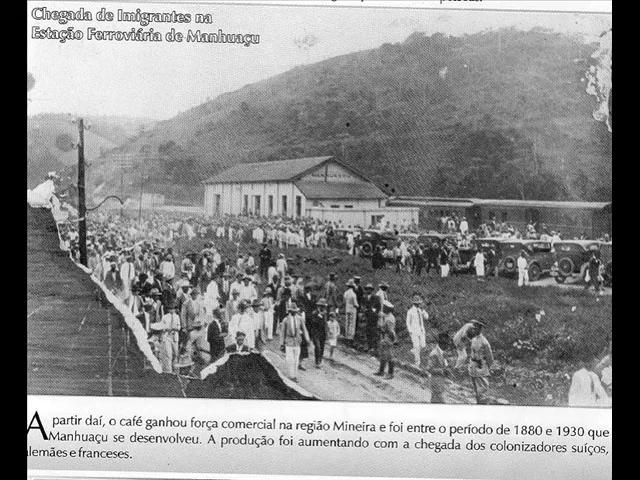 Chegada de Imigrantes na
Estação Ferroviária de Manhuaçu
A partir daí, o café ganhou força comercial na região Mineira e foi entre o período de 1880 e 1930 que
Manhuaçu se desenvolveu. A produção foi aumentando com a chegada dos colonizadores suíços,
alemães e franceses.